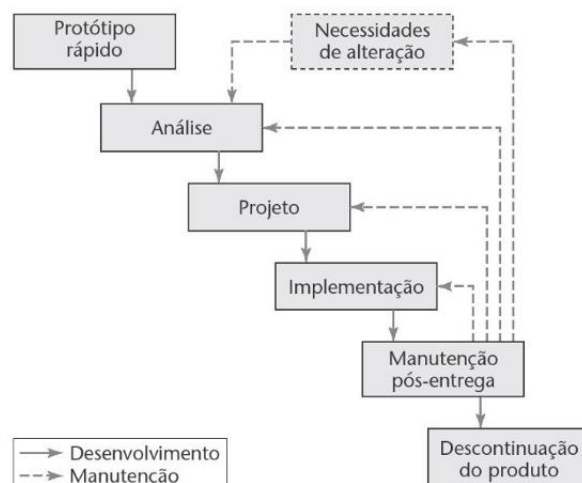 Protótipo
rápido
Necessidades
de alteração
Análise
Projeto
Implementação
Manutenção
pós-entrega
Descontinuação
do produto
Desenvolvimento
Manutenção